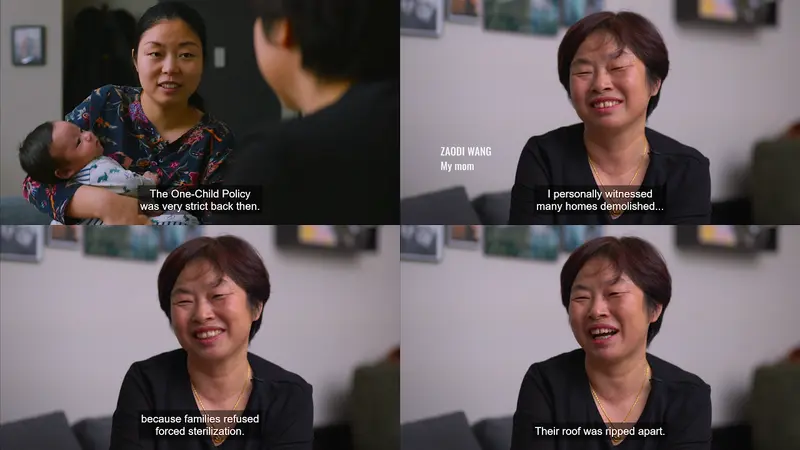 The One-Child Policy
was very strict back then.
ZAODI WANG
My mom
I personally witnessed
many homes demolished...
because families refused
forced sterilization.
Their roof was ripped apart.